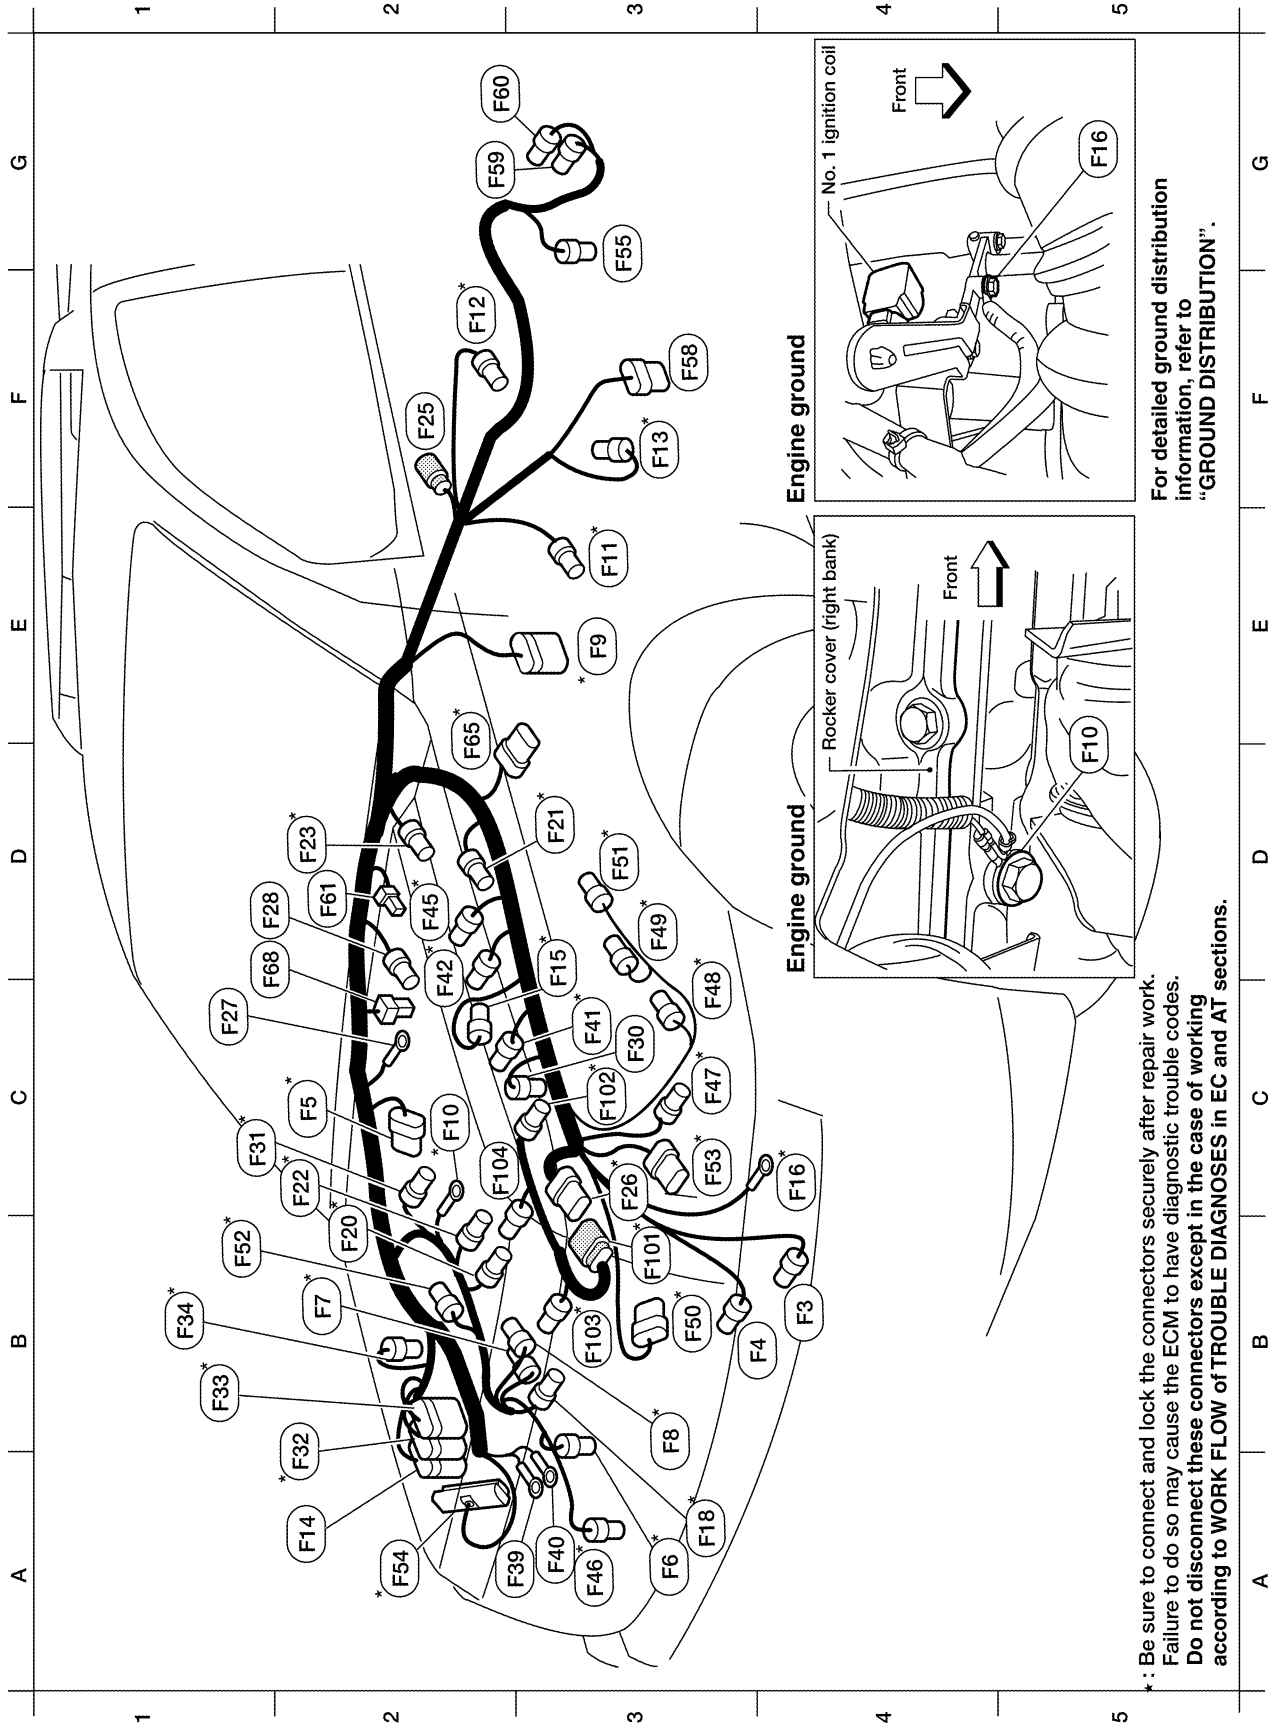 A
B
C
D
E
F
G
1
1
2
2
3
3
4
4
5
5
A
B
C
D
E
F
G
F34
*
F33
*
F32
*
F14
F54
*
F52
*
F7
*
F31
*
F22
*
F20
*
F5
*
F10
*
F27
F68
F28
F61
F23
*
F45
*
F42
*
F65
*
F21
*
F15
*
F41
*
F30
F102
*
F104
F51
*
F49
*
F48
*
F47
*
F53
*
F26
F16
*
F101
*
F103
*
F50
*
F3
F4
F8
*
F18
*
F6
*
F46
*
F40
F39
F9
*
F11
*
F25
F12
*
F13
*
F58
F55
F59
F60
Engine ground
Rocker cover (right bank)
Front
F10
Engine ground
No. 1 ignition coil
Front
F16
*: Be sure to connect and lock the connectors securely after repair work.
Failure to do so may cause the ECM to have diagnostic trouble codes.
Do not disconnect these connectors except in the case of working
according to WORK FLOW of TROUBLE DIAGNOSES in EC and AT sections.
For detailed ground distribution
information, refer to
“GROUND DISTRIBUTION”.